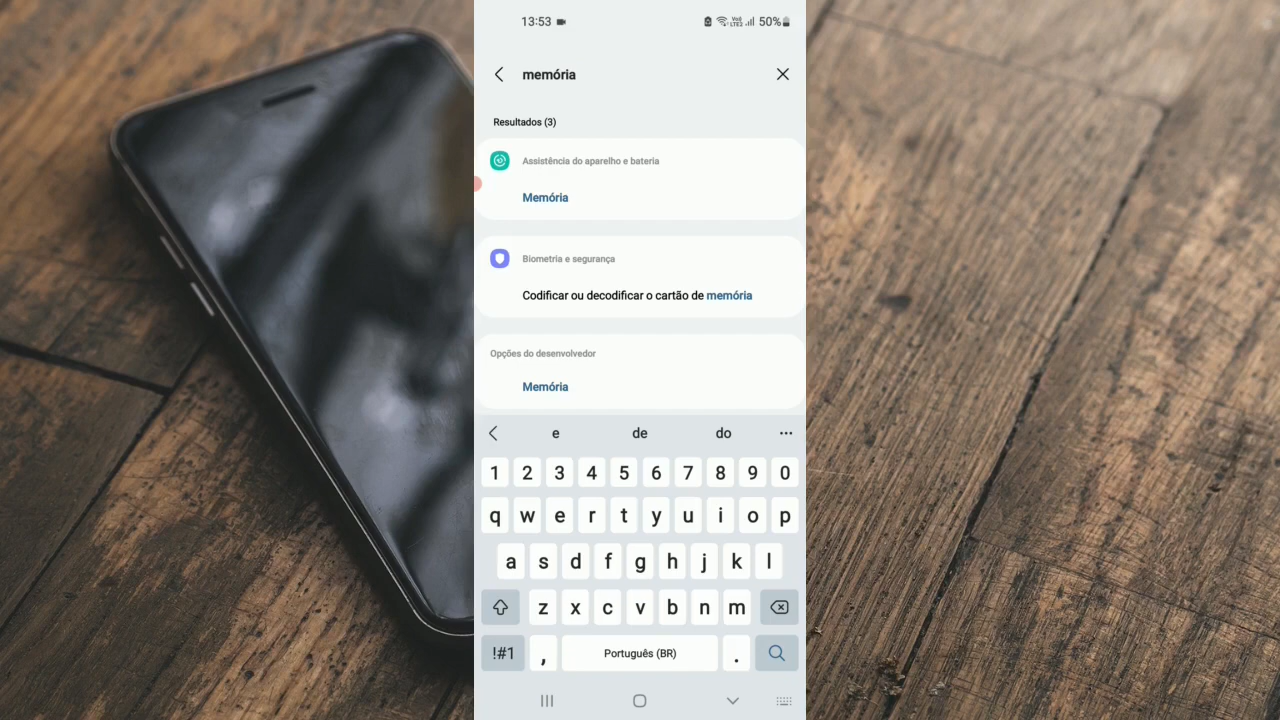 13:53
Vo) LTE2 50%
memória
Resultados (3)
Assistência do aparelho e bateria
Memória
Biometria e segurança
Codificar ou decodificar o cartão de memória
Opções do desenvolvedor
Memória
e de do
1 2 3 4 5 6 7 8 9 0
q w e r t y u i o p
a s d f g h j k l
z x c v b n m
!#1 , Português (BR) .